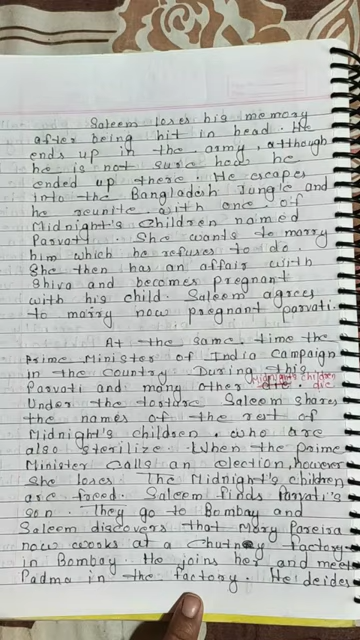 Saleem loses his memory
after being hit in head. He
ends up in the army, although
he is not sure how he
ended up there. He escapes
into the Bangladesh Jungle and
he reunite with one of
Midnight's Children named
Parvati. She wants to marry
him which he refuses to do.
She then has an affair with
Shiva and becomes pregnant
with his child. Saleem agrees
to marry now pregnant parvati.
At the same time the
Prime Minister of India campaign
in the country. During this
Midnight's children
Parvati and many other die.
die
Under the torture Saleem shares
the names of the rest of
Midnight's children. who are
also sterilize. When the prime
Minister calls an election, however
she loses. The Midnight's children
are freed. Saleem finds Parvati's
son. They go to Bombay and
Saleem discovers that Mary Pareira
now works at a Chutney factory
in Bombay. He joins her and meet
Padma in the factory. He deides